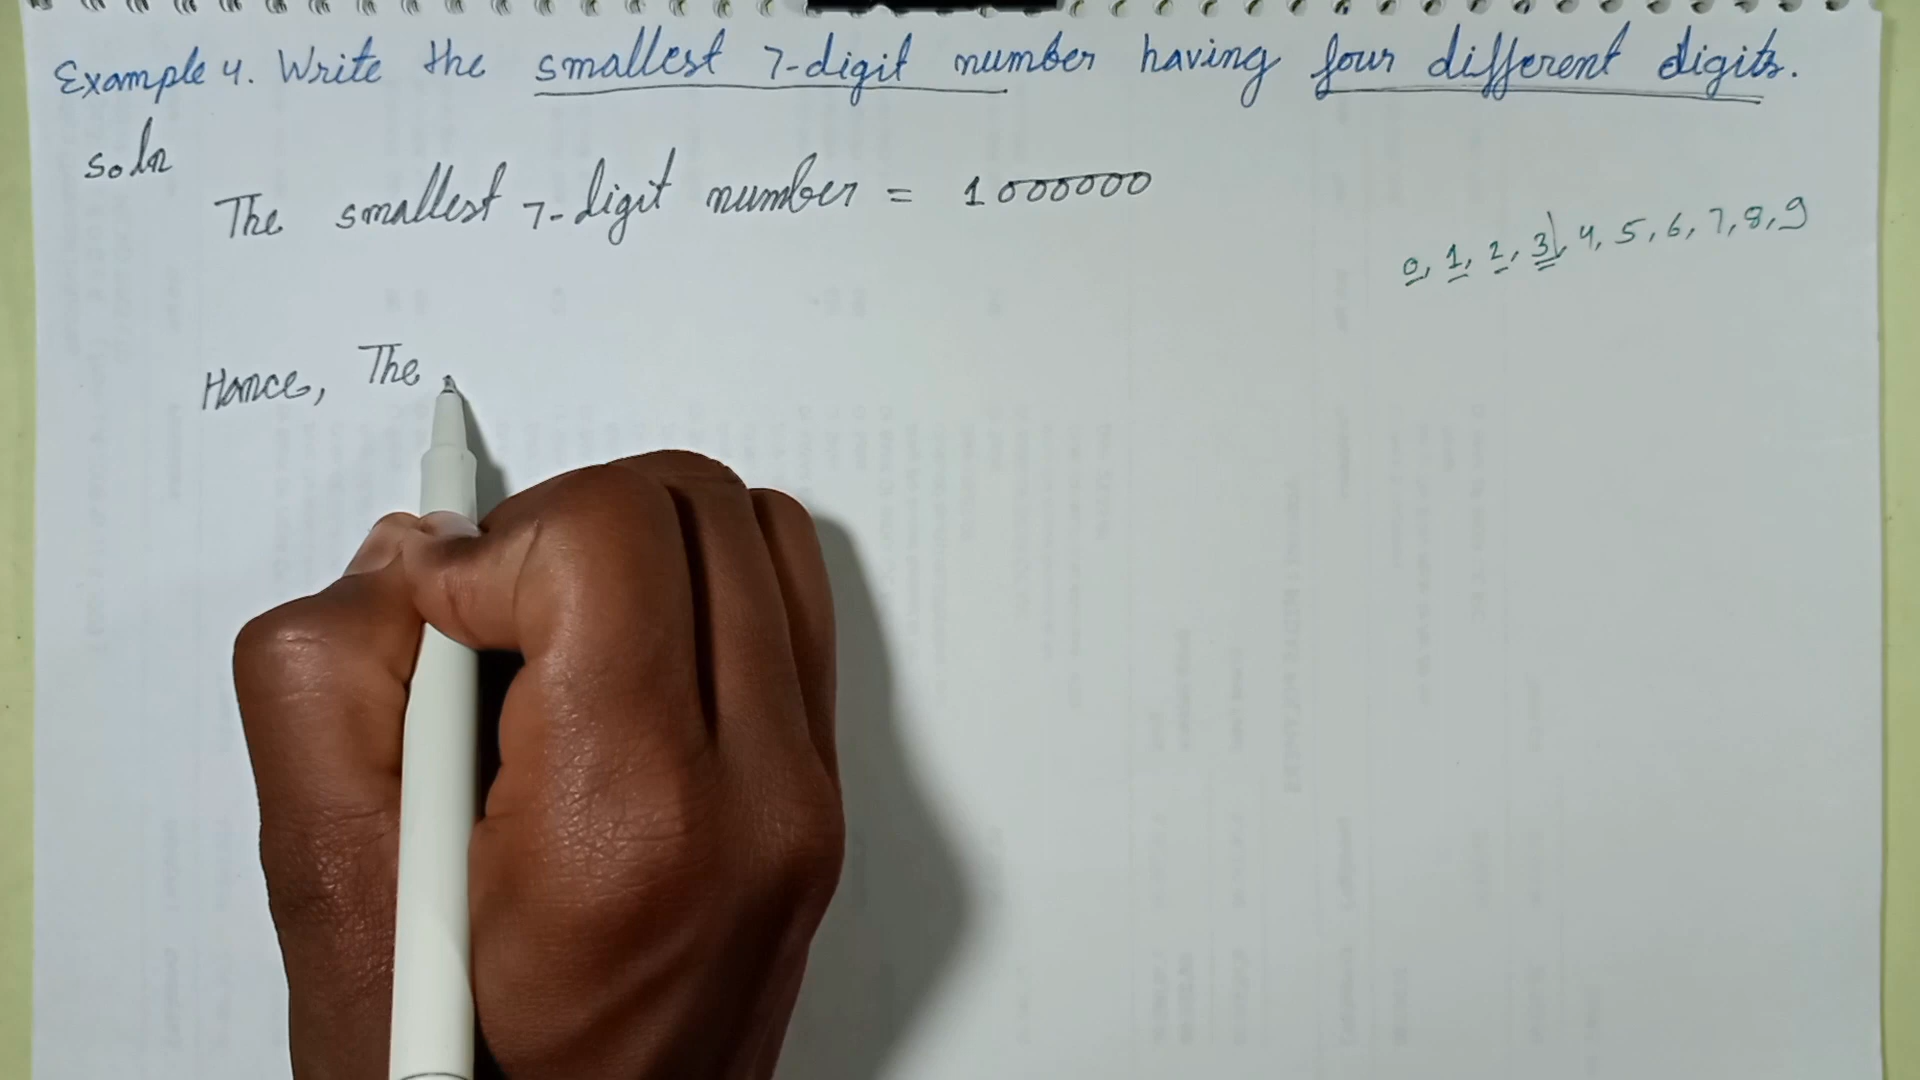 Example 4. Write the smallest 7-digit number having four different digits.
Soln
The smallest 7-digit number = 1000000
0, 1, 2, 3, 4, 5, 6, 7, 8, 9
Hance, The